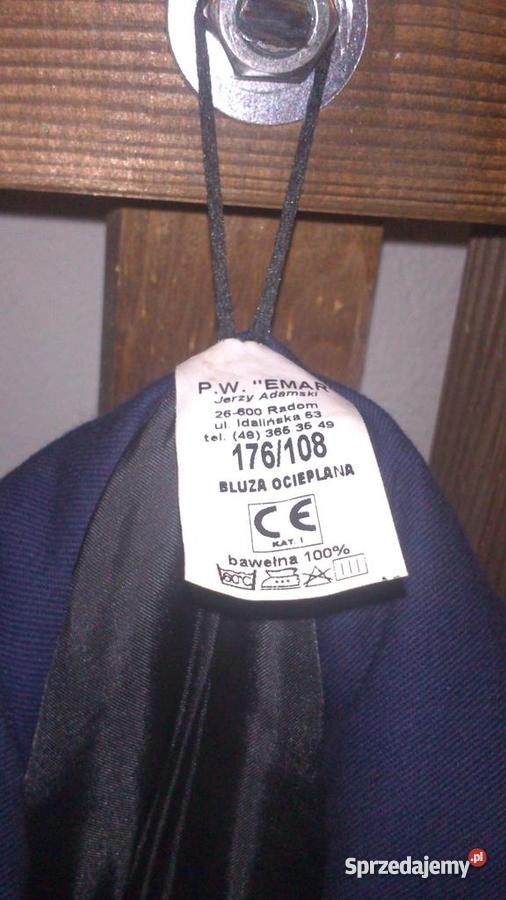 P.W. "EMAR"
Jerzy Adamski
26-600 Radom
ul. Idalińska 63
tel. (48) 365 35 49
176/108
BLUZA OCIEPLANA
CE
KAT. I
bawełna 100%
60°C
Sprzedajemy.pl